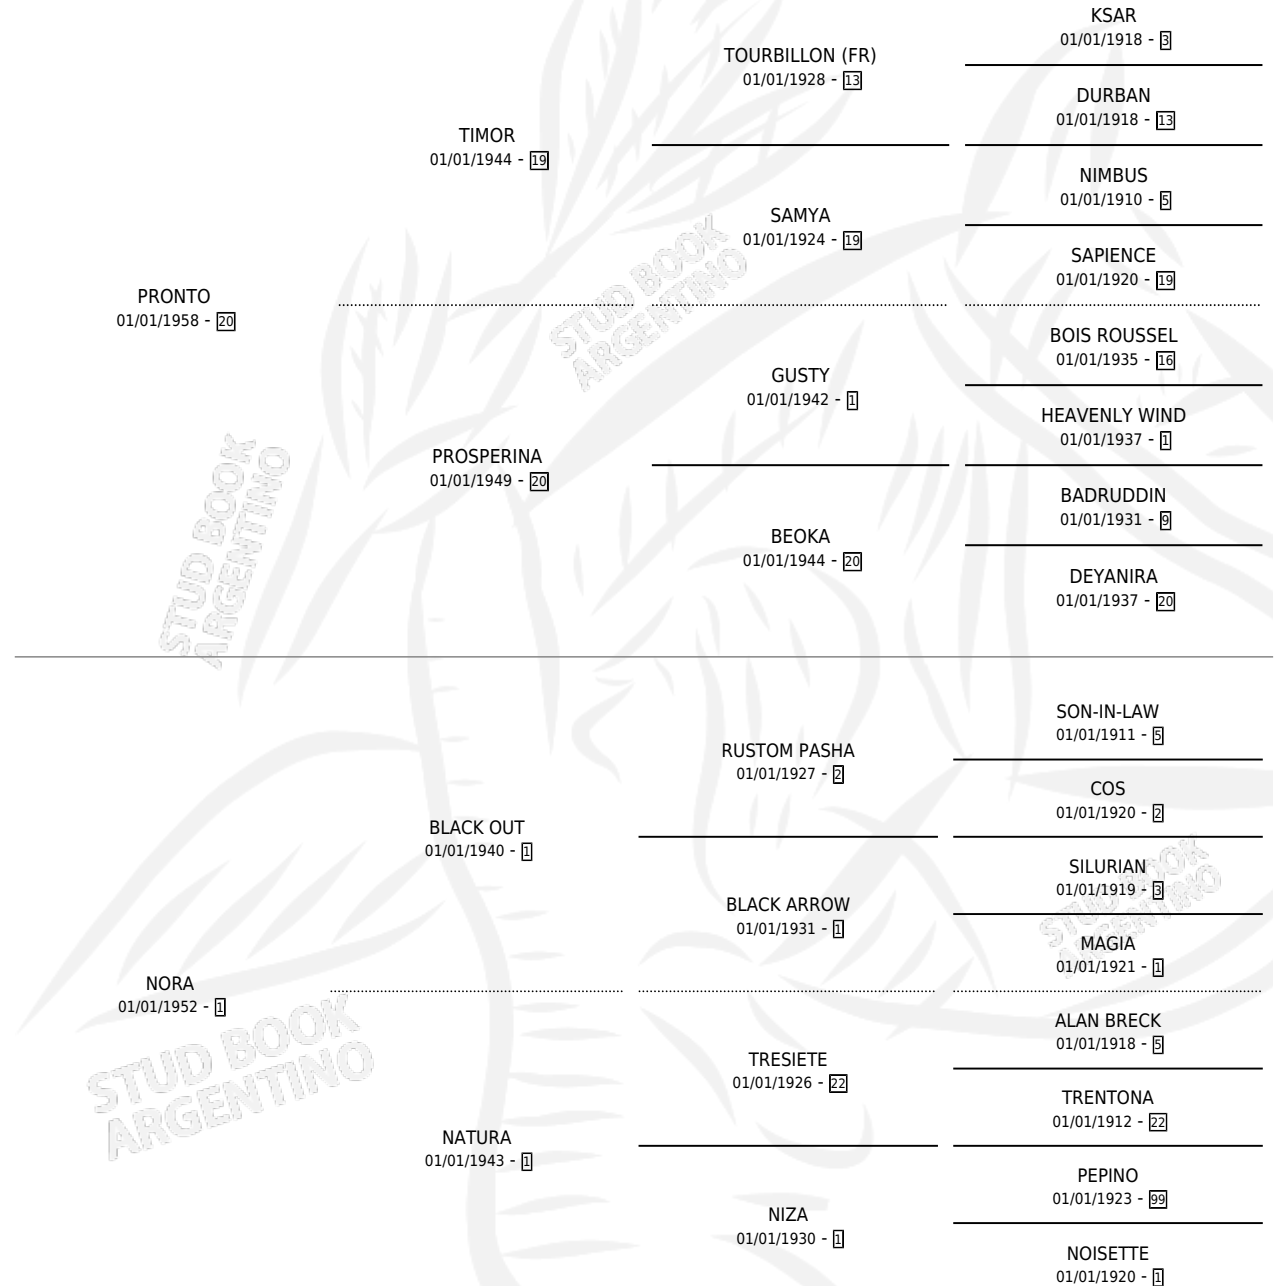 KSAR
01/01/1918 - 3
TOURBILLON (FR)
01/01/1928 - 13
DURBAN
01/01/1918 - 13
TIMOR
01/01/1944 - 19
NIMBUS
01/01/1910 - 5
SAMYA
01/01/1924 - 19
SAPIENCE
01/01/1920 - 19
PRONTO
01/01/1958 - 20
STUD BOOK
ARGENTINO
BOIS ROUSSEL
01/01/1935 - 16
GUSTY
01/01/1942 - 1
HEAVENLY WIND
01/01/1937 - 1
PROSPERINA
01/01/1949 - 20
BADRUDDIN
01/01/1931 - 9
BEOKA
01/01/1944 - 20
DEYANIRA
01/01/1937 - 20
STUD BOOK
ARGENTINO
SON-IN-LAW
01/01/1911 - 5
RUSTOM PASHA
01/01/1927 - 2
COS
01/01/1920 - 2
BLACK OUT
01/01/1940 - 1
SILURIAN
01/01/1919 - 3
BLACK ARROW
01/01/1931 - 1
MAGIA
01/01/1921 - 1
STUD BOOK
ARGENTINO
NORA
01/01/1952 - 1
ALAN BRECK
01/01/1918 - 5
TRESIETE
01/01/1926 - 22
TRENTONA
01/01/1912 - 22
STUD BOOK
ARGENTINO
NATURA
01/01/1943 - 1
PEPINO
01/01/1923 - 99
NIZA
01/01/1930 - 1
NOISETTE
01/01/1920 - 1